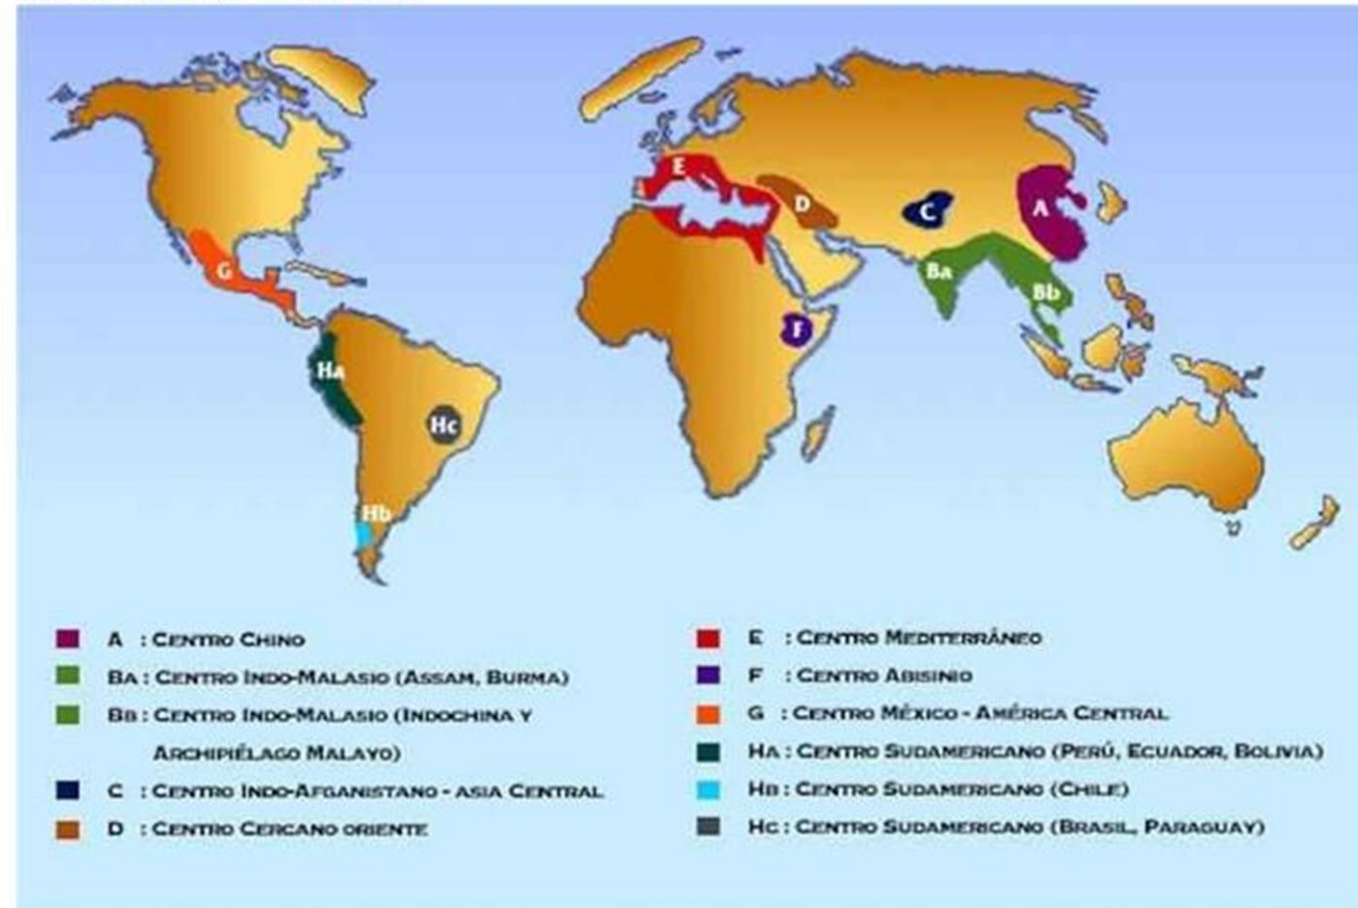 E
D
C
A
G
Ba
Bb
F
Ha
Hc
Hb
A : CENTRO CHINO
BA : CENTRO INDO-MALASIO (ASSAM, BURMA)
BB : CENTRO INDO-MALASIO (INDOCHINA Y
ARCHIPIÉLAGO MALAYO)
C : CENTRO INDO-AFGANISTANO - ASIA CENTRAL
D : CENTRO CERCANO ORIENTE
E : CENTRO MEDITERRÂNEO
F : CENTRO ABISINIO
G : CENTRO MÉXICO - AMÉRICA CENTRAL
HA : CENTRO SUDAMERICANO (PERÚ, ECUADOR, BOLIVIA)
HB : CENTRO SUDAMERICANO (CHILE)
HC : CENTRO SUDAMERICANO (BRASIL, PARAGUAY)